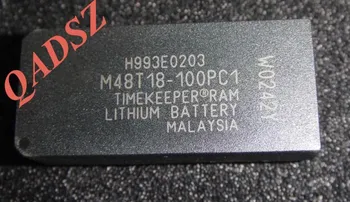 QADSZ
H993E0203
M48T18-100PC1
TIMEKEEPER®RAM
LITHIUM BATTERY
MALAYSIA
W0242Y